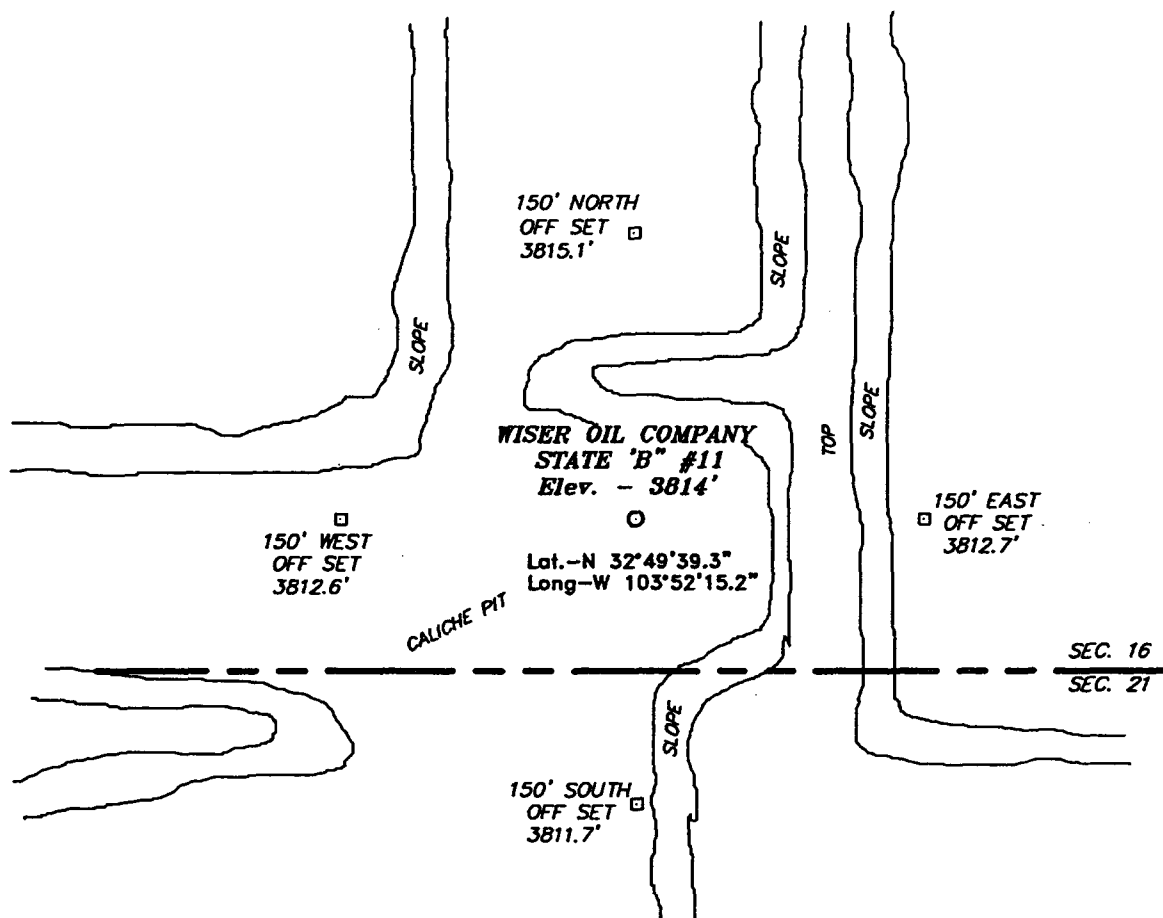 150' NORTH
OFF SET
3815.1'
SLOPE
SLOPE
WISER OIL COMPANY
STATE 'B" #11
Elev. - 3814'
TOP
SLOPE
150' WEST
OFF SET
3812.6'
150' EAST
OFF SET
3812.7'
Lat.-N 32°49'39.3"
Long-W 103°52'15.2"
CALICHE PIT
SEC. 16
SEC. 21
SLOPE
150' SOUTH
OFF SET
3811.7'